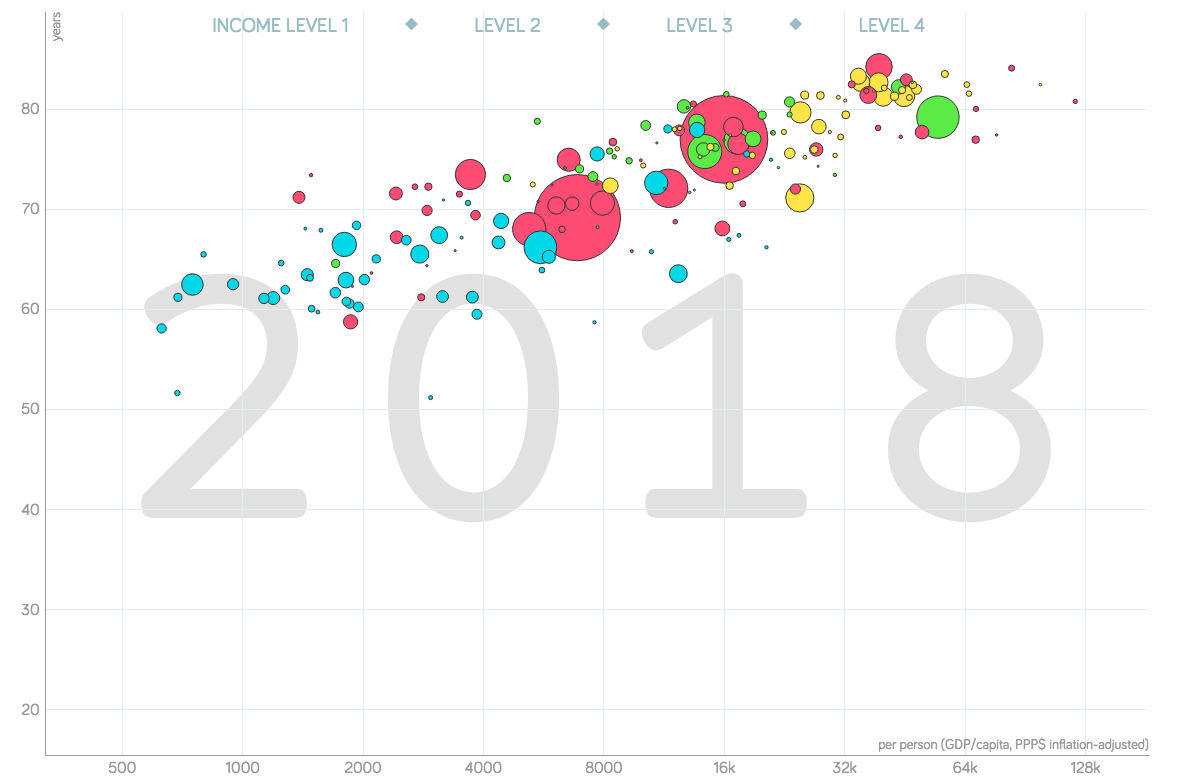 years
INCOME LEVEL 1 ◆ LEVEL 2 ◆ LEVEL 3 ◆ LEVEL 4
80
70
60
50
40
30
20
2018
per person (GDP/capita, PPP$ inflation-adjusted)
500 1000 2000 4000 8000 16k 32k 64k 128k